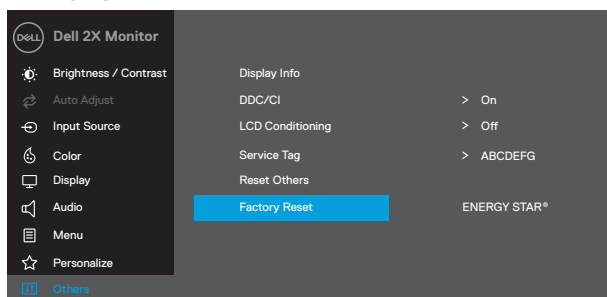 DELL Dell 2X Monitor
Brightness / Contrast Display Info
Auto Adjust DDC/CI > On
Input Source LCD Conditioning > Off
Color Service Tag > ABCDEFG
Display Reset Others
Audio Factory Reset ENERGY STAR®
Menu
Personalize
Others